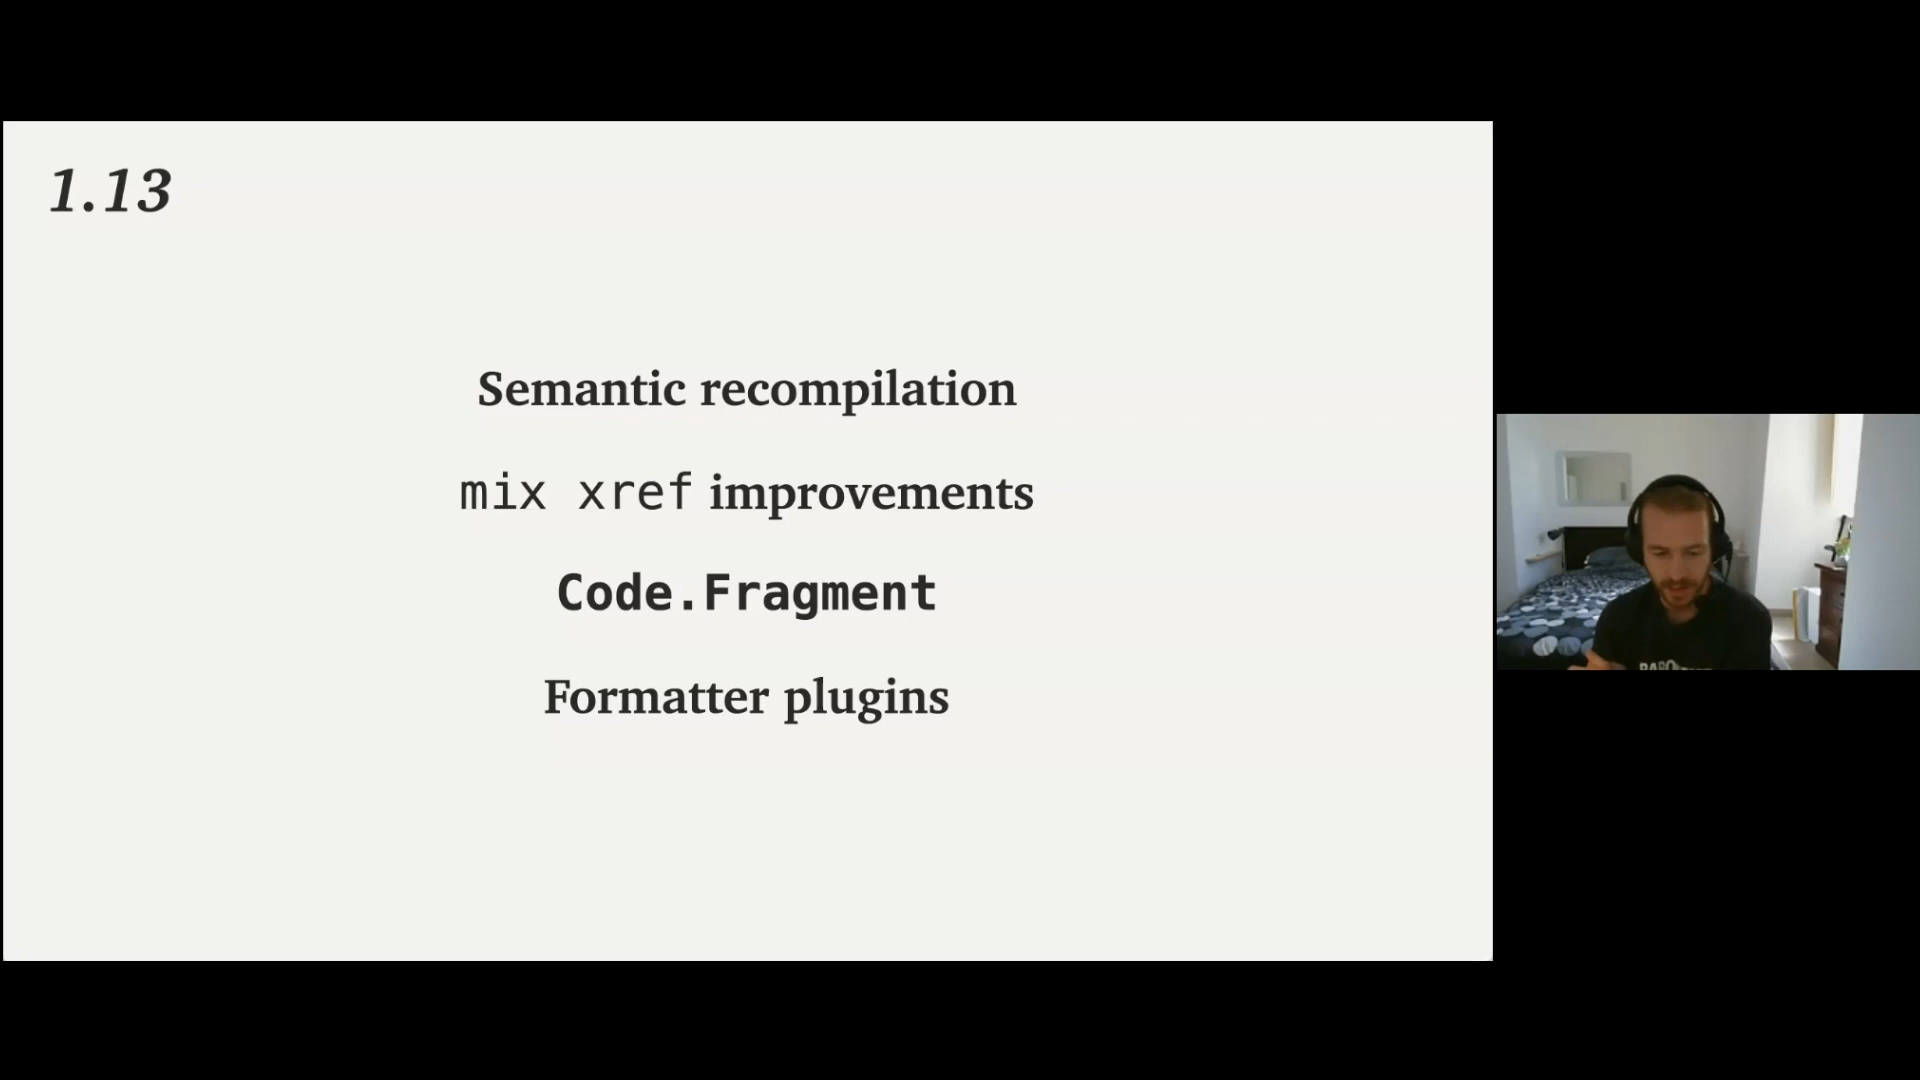 1.13
Semantic recompilation
mix xref improvements
Code.Fragment
Formatter plugins